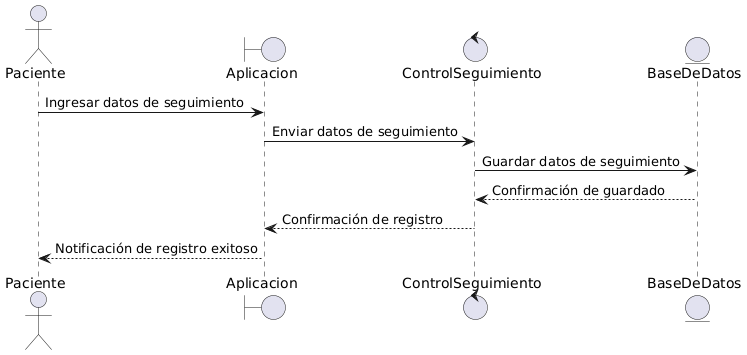 Paciente
Aplicacion
ControlSeguimiento
BaseDeDatos
Ingresar datos de seguimiento
Enviar datos de seguimiento
Guardar datos de seguimiento
Confirmación de guardado
Confirmación de registro
Notificación de registro exitoso
Paciente
Aplicacion
ControlSeguimiento
BaseDeDatos